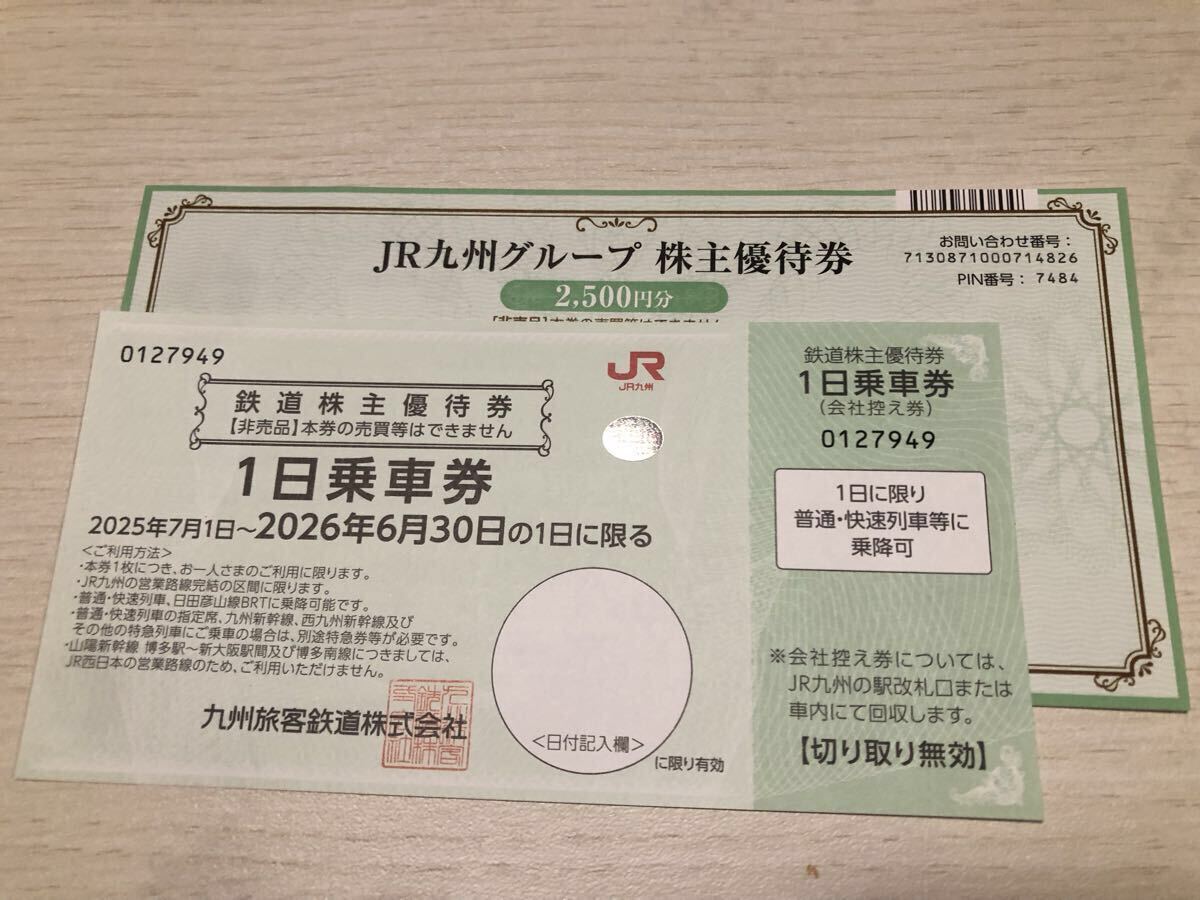 JR九州グループ 株主優待券
2,500円分
お問い合わせ番号：
7130871000714826
PIN番号： 7484
0127949
JR
JR九州
鉄道株主優待券
【非売品】本券の売買等はできません
1日乗車券
2025年7月1日～2026年6月30日の1日に限る
<ご利用方法>
・本券1枚につき、お一人さまのご利用に限ります。
・JR九州の営業路線完結の区間に限ります。
・普通・快速列車、日田彦山線BRTに乗降可能です。
・普通・快速列車の指定席、九州新幹線、西九州新幹線及び
その他の特急列車にご乗車の場合は、別途特急券等が必要です。
・山陽新幹線 博多駅～新大阪駅間及び博多南線につきましては、
JR西日本の営業路線のため、ご利用いただけません。
九州旅客鉄道株式会社
<日付記入欄>
に限り有効
鉄道株主優待券
1日乗車券
(会社控え券)
0127949
1日に限り
普通・快速列車等に
乗降可
※会社控え券については、
JR九州の駅改札口または
車内にて回収します。
【切り取り無効】